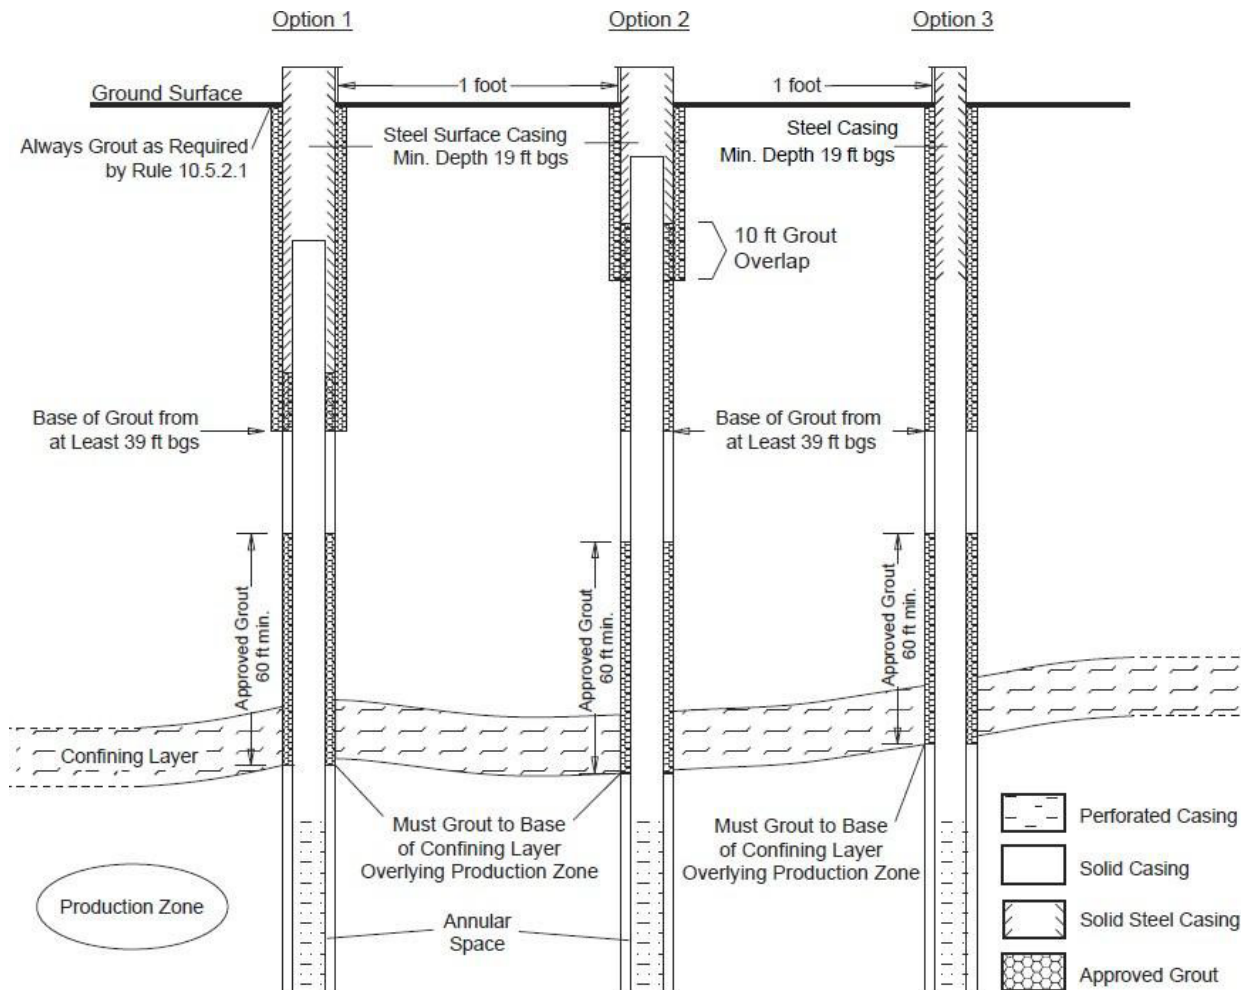 Option 1
Option 2
Option 3
1 foot
1 foot
Ground Surface
Always Grout as Required
by Rule 10.5.2.1
Steel Surface Casing
Min. Depth 19 ft bgs
Steel Casing
Min. Depth 19 ft bgs
10 ft Grout
Overlap
Base of Grout from
at Least 39 ft bgs
Base of Grout from
at Least 39 ft bgs
Approved Grout
60 ft min.
Approved Grout
60 ft min.
Approved Grout
60 ft min.
Confining Layer
Must Grout to Base
of Confining Layer
Overlying Production Zone
Must Grout to Base
of Confining Layer
Overlying Production Zone
Production Zone
Annular
Space
Perforated Casing
Solid Casing
Solid Steel Casing
Approved Grout